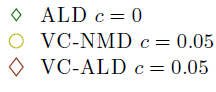 ALD c = 0
VC-NMD c = 0.05
VC-ALD c = 0.05